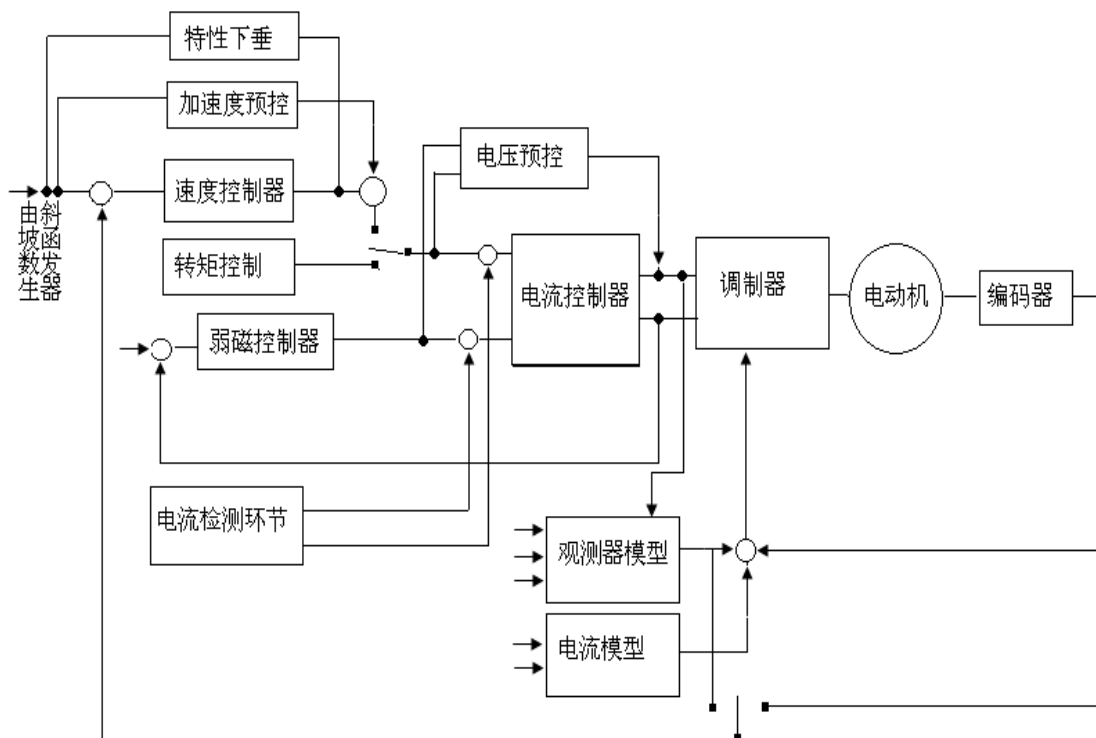 特性下垂
加速度预控
电压预控
速度控制器
由斜坡函数发生器
转矩控制
电流控制器
调制器
电动机
编码器
弱磁控制器
电流检测环节
观测器模型
电流模型